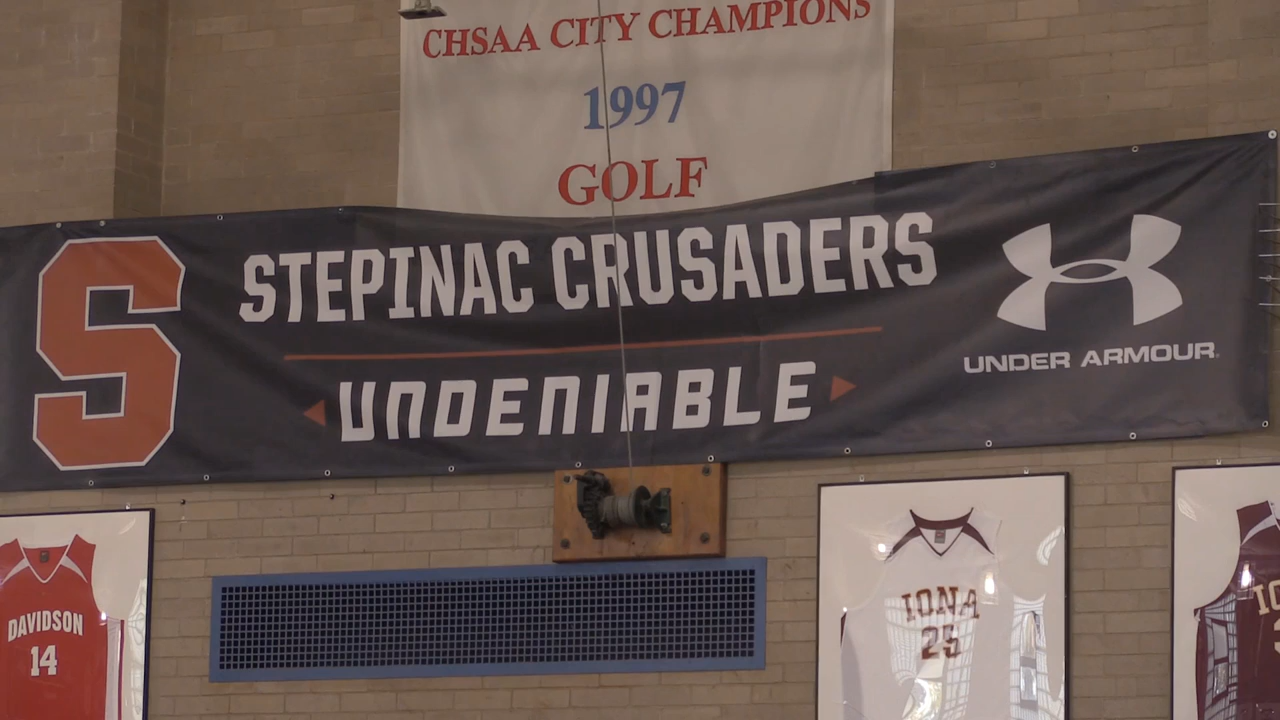 CHSAA CITY CHAMPIONS
1997
GOLF
S
STEPINAC CRUSADERS
UNDENIABLE
UNDER ARMOUR
DAVIDSON
14
IONA
25